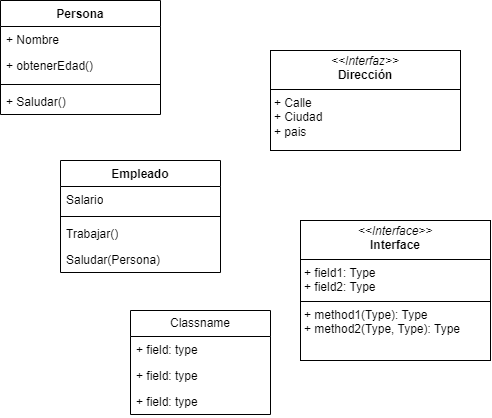 Persona
+ Nombre
+ obtenerEdad()
+ Saludar()
<<Interfaz>>
Dirección
+ Calle
+ Ciudad
+ pais
Empleado
Salario
Trabajar()
Saludar(Persona)
<<Interface>>
Interface
+ field1: Type
+ field2: Type
+ method1(Type): Type
+ method2(Type, Type): Type
Classname
+ field: type
+ field: type
+ field: type